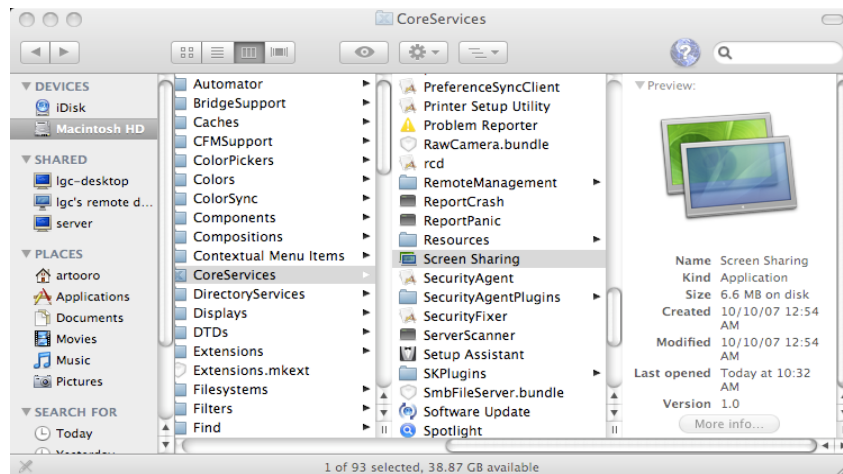 CoreServices
DEVICES
iDisk
Macintosh HD
SHARED
lgc-desktop
lgc's remote d...
server
PLACES
artooro
Applications
Documents
Movies
Music
Pictures
SEARCH FOR
Today
Yesterday
Automator
BridgeSupport
Caches
CFMSupport
ColorPickers
Colors
ColorSync
Components
Compositions
Contextual Menu Items
CoreServices
DirectoryServices
Displays
DTDs
Extensions
Extensions.mkext
Filesystems
Filters
Find
PreferenceSyncClient
Printer Setup Utility
Problem Reporter
RawCamera.bundle
rcd
RemoteManagement
ReportCrash
ReportPanic
Resources
Screen Sharing
SecurityAgent
SecurityAgentPlugins
SecurityFixer
ServerScanner
Setup Assistant
SKPlugins
SmbFileServer.bundle
Software Update
Spotlight
Preview:
Name Screen Sharing
Kind Application
Size 6.6 MB on disk
Created 10/10/07 12:54
AM
Modified 10/10/07 12:54
AM
Last opened Today at 10:32
AM
Version 1.0
More info...
1 of 93 selected, 38.87 GB available